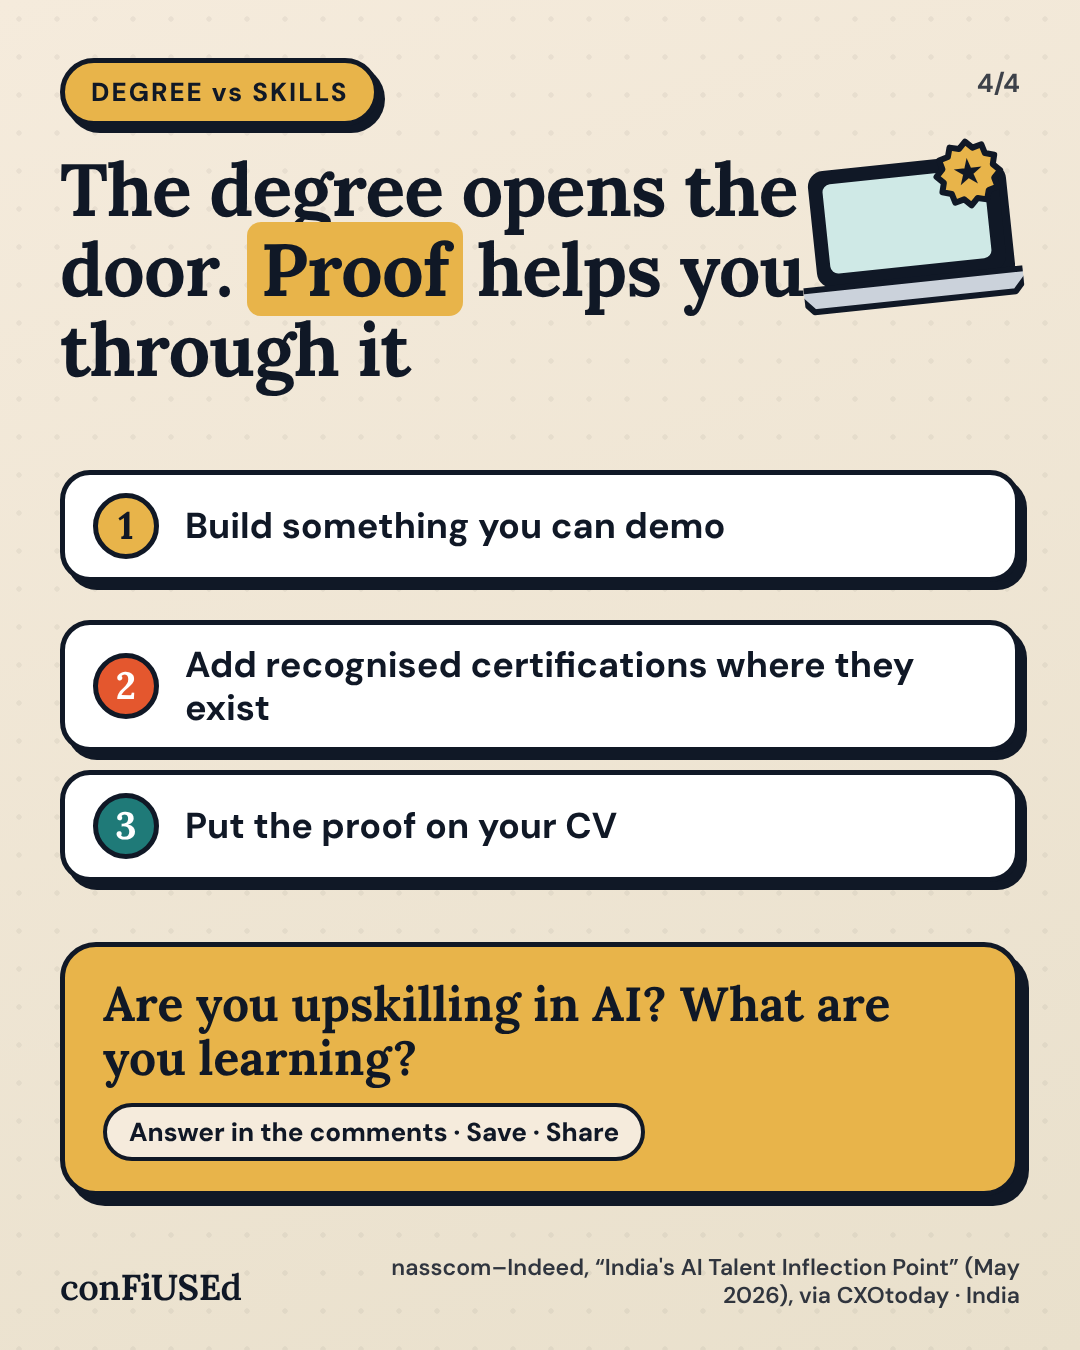 DEGREE vs SKILLS
4/4
The degree opens the
door. Proof helps you
through it
1
Build something you can demo
2
Add recognised certifications where they
exist
3
Put the proof on your CV
Are you upskilling in AI? What are
you learning?
Answer in the comments · Save · Share
conFiUSEd
nasscom–Indeed, “India's AI Talent Inflection Point” (May
2026), via CXOtoday · India